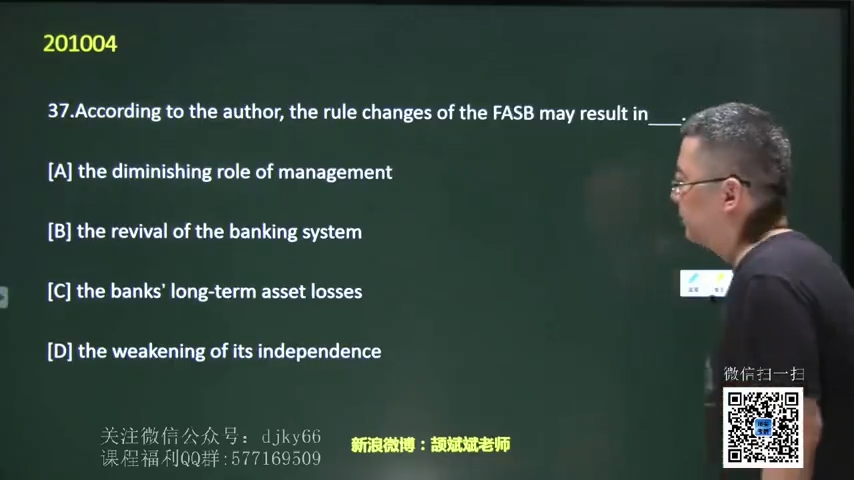 201004
37.According to the author, the rule changes of the FASB may result in___.
[A] the diminishing role of management
[B] the revival of the banking system
[C] the banks' long-term asset losses
[D] the weakening of its independence
微信扫一扫
关注微信公众号：djky66
课程福利QQ群:577169509
新浪微博：颉斌斌老师